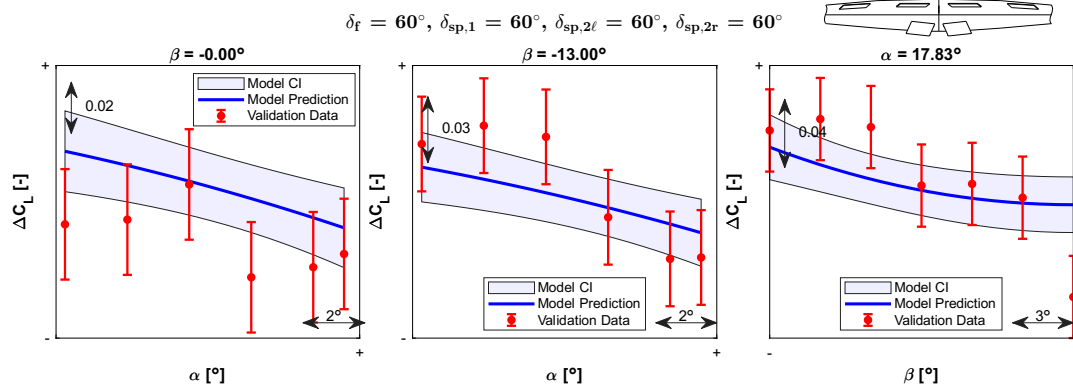 δf = 60°, δsp,1 = 60°, δsp,2ℓ = 60°, δsp,2r = 60°
β = -0.00°
+
0.02
Model CI
Model Prediction
Validation Data
ΔCL [-]
2°
-
+
α [°]
β = -13.00°
+
0.03
ΔCL [-]
Model CI
Model Prediction
Validation Data
2°
-
+
α [°]
α = 17.83°
+
0.04
ΔCL [-]
Model CI
Model Prediction
Validation Data
3°
-
-
+
β [°]